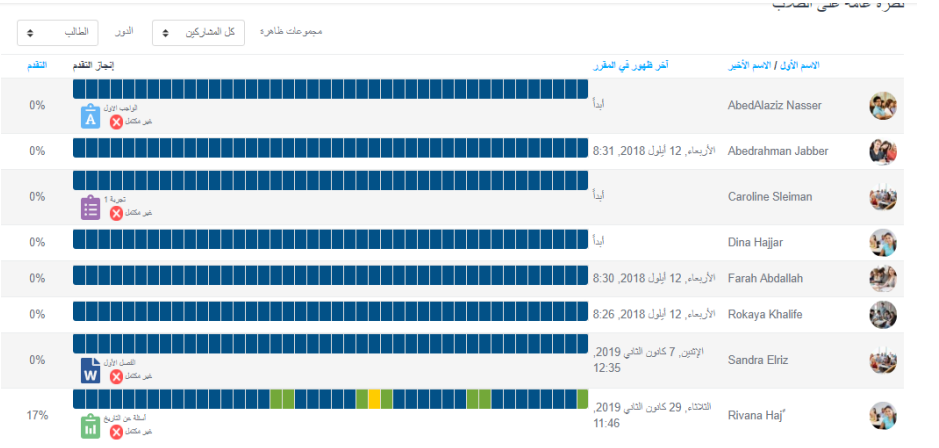 نظرة عامة على الطلاب
مجموعات ظاهرة كل المشاركين الدور الطالب
الاسم الأول / الاسم الأخير آخر ظهور في المقرر إنجاز التقدم التقدم
AbedAlaziz Nasser أبداً 0%
الواجب الاول
غير مكتمل
Abedrahman Jabber الأربعاء, 12 أيلول 2018, 8:31 0%
Caroline Sleiman أبداً 0%
تجربة 1
غير مكتمل
Dina Hajjar أبداً 0%
Farah Abdallah الأربعاء, 12 أيلول 2018, 8:30 0%
Rokaya Khalife الأربعاء, 12 أيلول 2018, 8:26 0%
Sandra Elriz الإثنين, 7 كانون الثاني 2019, 0%
12:35
الفصل الأول
غير مكتمل
Rivana Haj الثلاثاء, 29 كانون الثاني 2019, 17%
11:46
أسئلة عن التاريخ
غير مكتمل